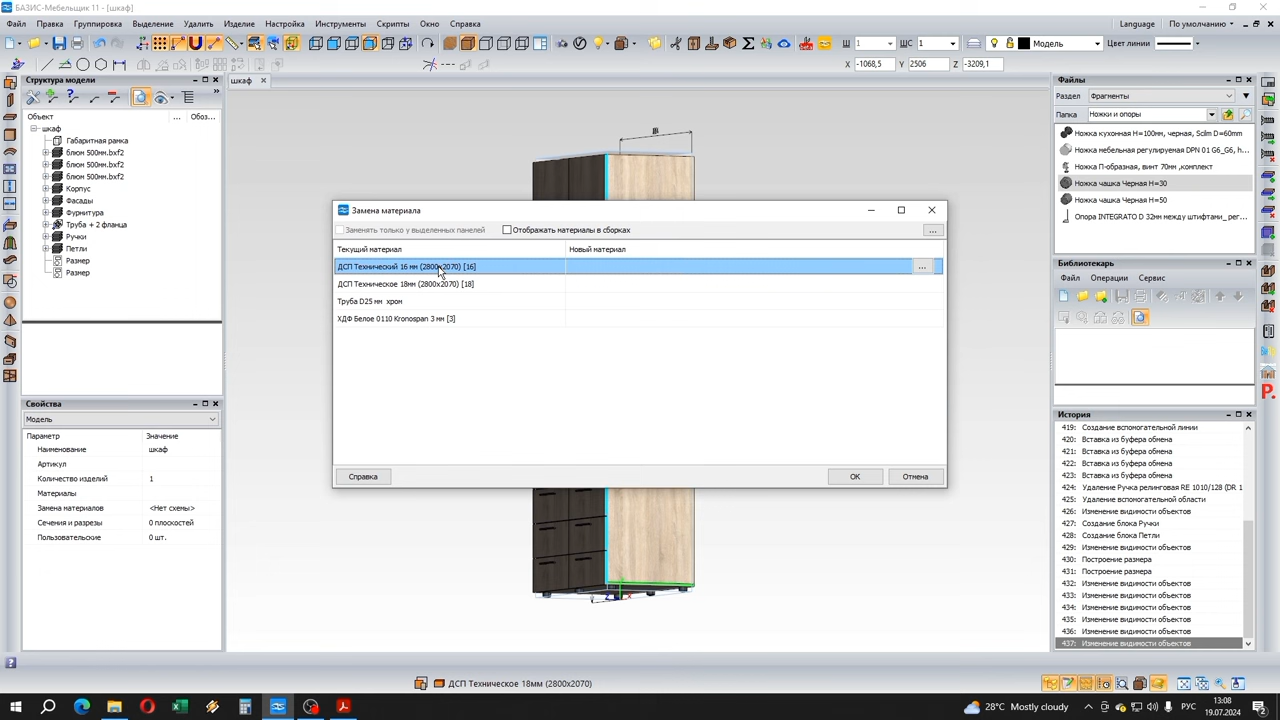 БАЗИС-Мебельщик 11 - [шкаф]
Файл Правка Группировка Выделение Удалить Изделие Настройка Инструменты Скрипты Окно Справка Language По умолчанию
Ш 1 ШС 1 Модель Цвет линии
X -1068,5 Y 2506 Z -3209,1
Структура модели
шкаф
Объект ... Обоз...
шкаф
Габаритная рамка
блюм 500мм.bxf2
блюм 500мм.bxf2
блюм 500мм.bxf2
Корпус
Фасады
Фурнитура
Труба + 2 фланца
Ручки
Петли
Размер
Размер
Свойства
Модель
Параметр Значение
Наименование шкаф
Артикул
Количество изделий 1
Материалы
Замена материалов <Нет схемы>
Сечения и разрезы 0 плоскостей
Пользовательские 0 шт.
Замена материала
Заменять только у выделенных панелей Отображать материалы в сборках ...
Текущий материал Новый материал
ДСП Технический 16 мм (2800x2070) [16] ...
ДСП Техническое 18мм (2800x2070) [18]
Труба D25 мм хром
ХДФ Белое 0110 Kronospan 3 мм [3]
Справка OK Отмена
Файлы
Раздел Фрагменты
Папка Ножки и опоры
Ножка кухонная H=100мм, черная, Scilm D=60мм
Ножка мебельная регулируемая DPN 01 G6_G6, h...
Ножка П-образная, винт 70мм ,комплект
Ножка чашка Черная H=30
Ножка чашка Черная H=50
Опора INTEGRATO D 32мм между штифтами_ рег...
Библиотекарь
Файл Операции Сервис
История
419: Создание вспомогательной линии
420: Вставка из буфера обмена
421: Вставка из буфера обмена
422: Вставка из буфера обмена
423: Вставка из буфера обмена
424: Удаление Ручка релинговая RE 1010/128 (DR 1
425: Удаление вспомогательной области
426: Изменение видимости объектов
427: Создание блока Ручки
428: Создание блока Петли
429: Изменение видимости объектов
430: Построение размера
431: Построение размера
432: Изменение видимости объектов
433: Изменение видимости объектов
434: Изменение видимости объектов
435: Изменение видимости объектов
436: Изменение видимости объектов
437: Изменение видимости объектов
P.
ДСП Техническое 18мм (2800x2070)
28°C Mostly cloudy РУС 13:08
19.07.2024